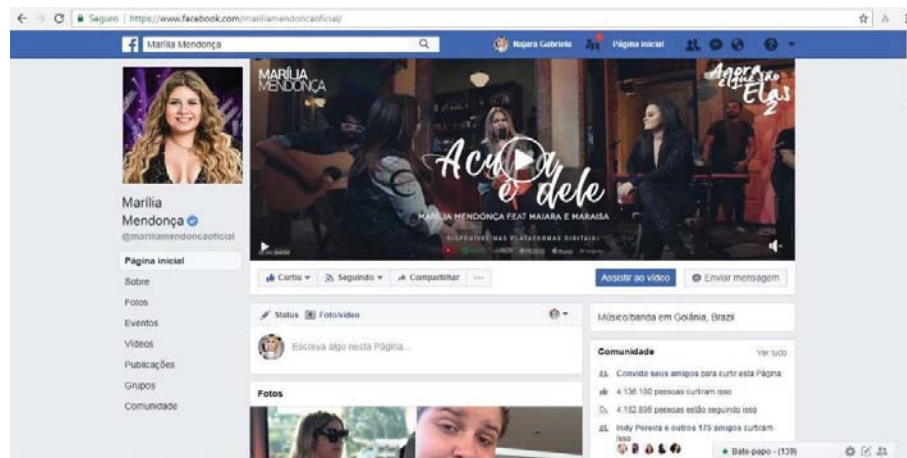 Seguro | https://www.facebook.com/mariliamendoncaoficial/
Marília Mendonça
Najara Gabriela
Página inicial
MARÍLIA
MENDONÇA
Agora
é que são
Elas
2
Acupa
é dele
MARÍLIA MENDONÇA FEAT MAIARA E MARAISA
DISPONÍVEL NAS PLATAFORMAS DIGITAIS
Marília
Mendonça
@mariliamendoncaoficial
Página inicial
Sobre
Fotos
Eventos
Vídeos
Publicações
Grupos
Comunidade
Curtiu
Seguindo
Compartilhar
Assistir ao vídeo
Enviar mensagem
Status
Foto/vídeo
Escreva algo nesta Página...
Fotos
Músico/banda em Goiânia, Brazil
Comunidade
Ver tudo
Convide seus amigos para curtir esta Página
4.136.180 pessoas curtiram isso
4.182.896 pessoas estão seguindo isso
Indy Pereira e outros 175 amigos curtiram
isso
Bate-papo - (139)